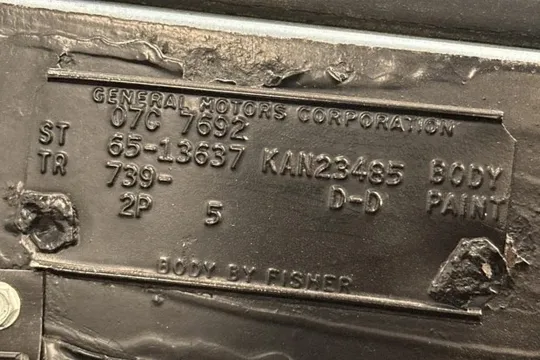 GENERAL MOTORS CORPORATION
07C 7692
ST 65-13637 KAN23485 BODY
TR 739- D-D PAINT
2P 5
BODY BY FISHER